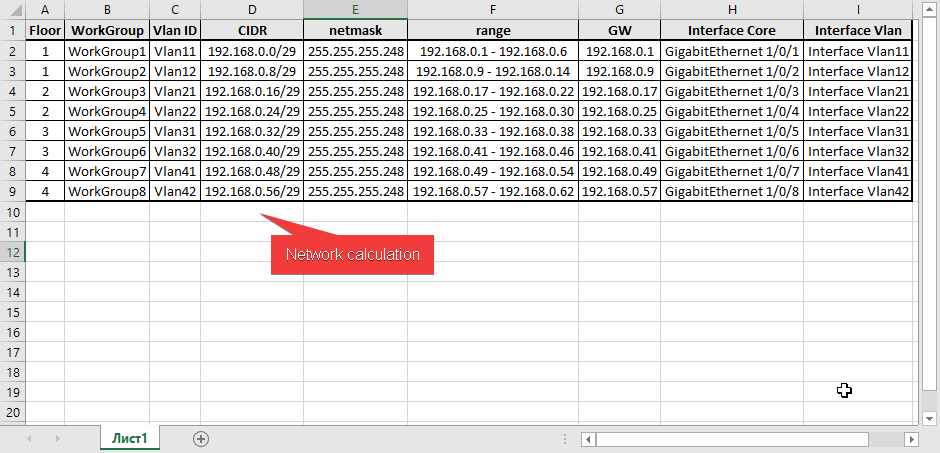 A B C D E F G H I
1 Floor WorkGroup Vlan ID CIDR netmask range GW Interface Core Interface Vlan
2 1 WorkGroup1 Vlan11 192.168.0.0/29 255.255.255.248 192.168.0.1 - 192.168.0.6 192.168.0.1 GigabitEthernet 1/0/1 Interface Vlan11
3 1 WorkGroup2 Vlan12 192.168.0.8/29 255.255.255.248 192.168.0.9 - 192.168.0.14 192.168.0.9 GigabitEthernet 1/0/2 Interface Vlan12
4 2 WorkGroup3 Vlan21 192.168.0.16/29 255.255.255.248 192.168.0.17 - 192.168.0.22 192.168.0.17 GigabitEthernet 1/0/3 Interface Vlan21
5 2 WorkGroup4 Vlan22 192.168.0.24/29 255.255.255.248 192.168.0.25 - 192.168.0.30 192.168.0.25 GigabitEthernet 1/0/4 Interface Vlan22
6 3 WorkGroup5 Vlan31 192.168.0.32/29 255.255.255.248 192.168.0.33 - 192.168.0.38 192.168.0.33 GigabitEthernet 1/0/5 Interface Vlan31
7 3 WorkGroup6 Vlan32 192.168.0.40/29 255.255.255.248 192.168.0.41 - 192.168.0.46 192.168.0.41 GigabitEthernet 1/0/6 Interface Vlan32
8 4 WorkGroup7 Vlan41 192.168.0.48/29 255.255.255.248 192.168.0.49 - 192.168.0.54 192.168.0.49 GigabitEthernet 1/0/7 Interface Vlan41
9 4 WorkGroup8 Vlan42 192.168.0.56/29 255.255.255.248 192.168.0.57 - 192.168.0.62 192.168.0.57 GigabitEthernet 1/0/8 Interface Vlan42
10
11
12
Network calculation
13
14
15
16
17
18
19
20
Лист1